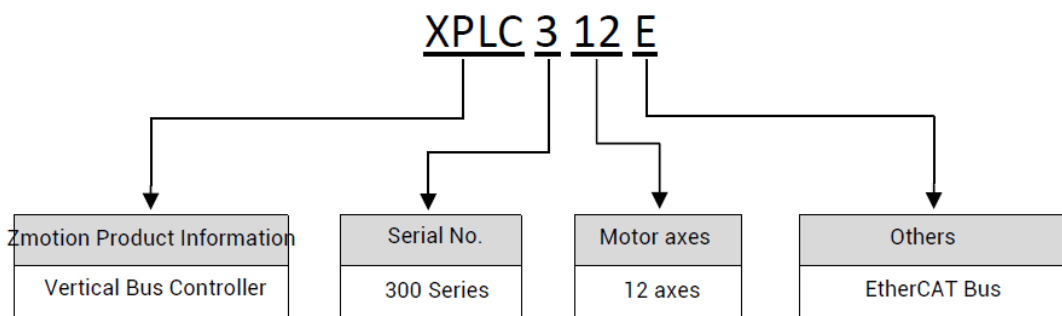 XPLC 3 12 E
Zmotion Product Information
Vertical Bus Controller
Serial No.
300 Series
Motor axes
12 axes
Others
EtherCAT Bus